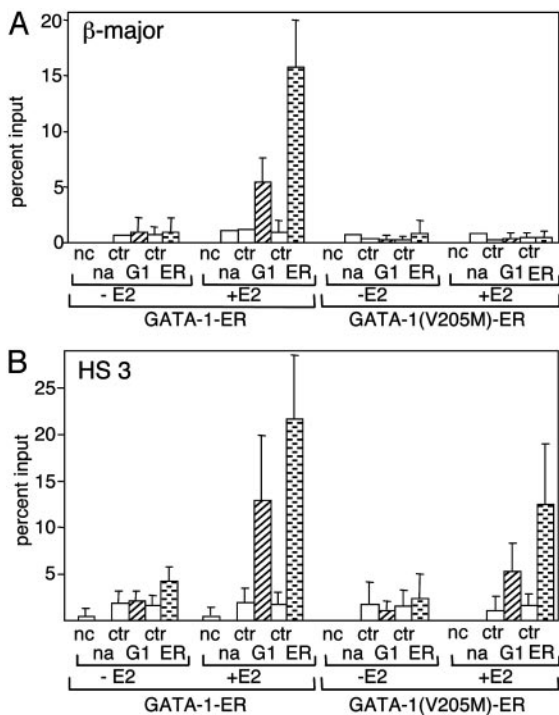 A
β-major
20
15
10
5
0
percent input
nc ctr ctr nc ctr ctr nc ctr ctr nc ctr ctr
na G1 ER na G1 ER na G1 ER na G1 ER
- E2 +E2 -E2 +E2
GATA-1-ER GATA-1(V205M)-ER
B
HS 3
25
20
15
10
5
percent input
nc ctr ctr nc ctr ctr nc ctr ctr nc ctr ctr
na G1 ER na G1 ER na G1 ER na G1 ER
- E2 +E2 -E2 +E2
GATA-1-ER GATA-1(V205M)-ER